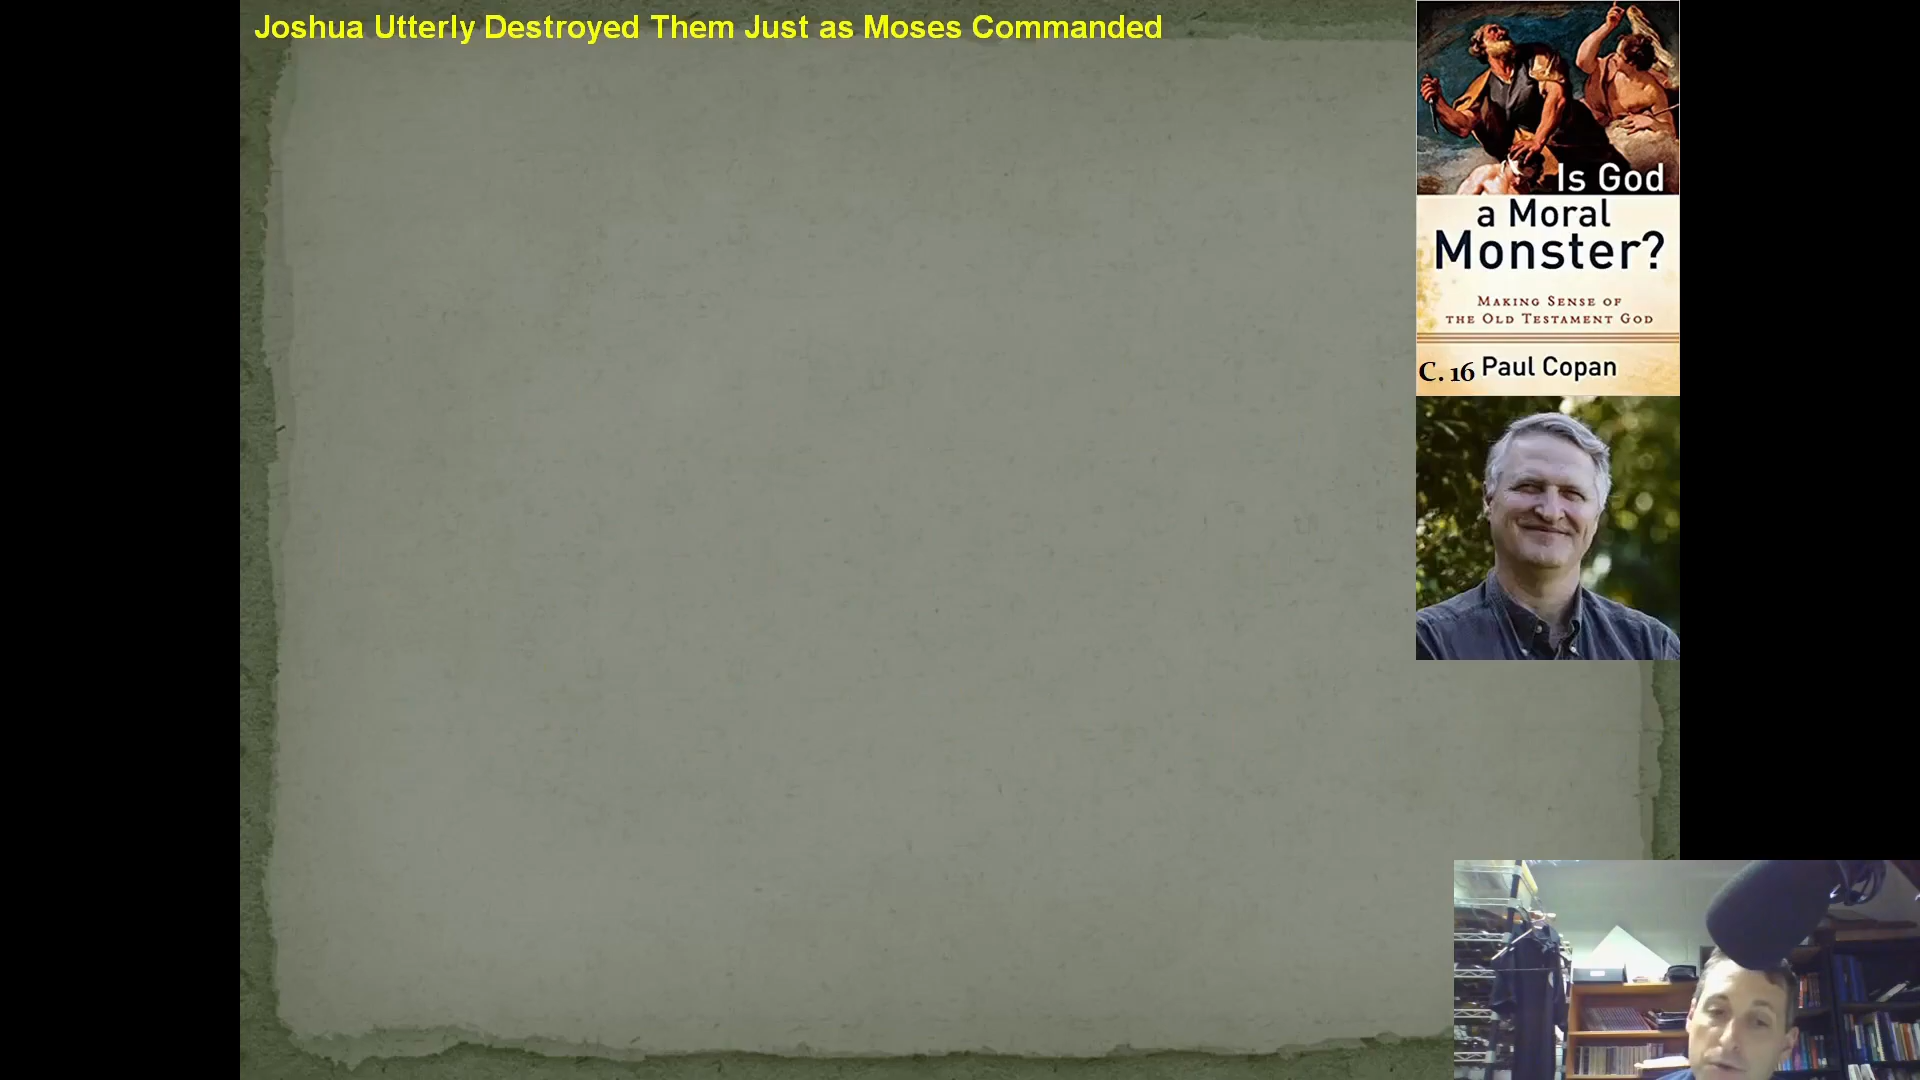 Joshua Utterly Destroyed Them Just as Moses Commanded
Is God
a Moral
Monster?
Making Sense of
the Old Testament God
C. 16 Paul Copan